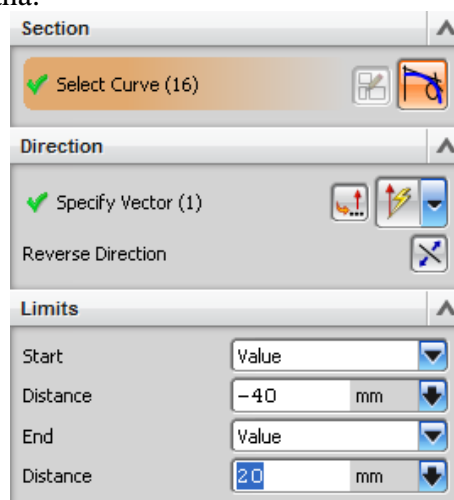 Section
Select Curve (16)
Direction
Specify Vector (1)
Reverse Direction
Limits
Start Value
Distance -40 mm
End Value
Distance 20 mm